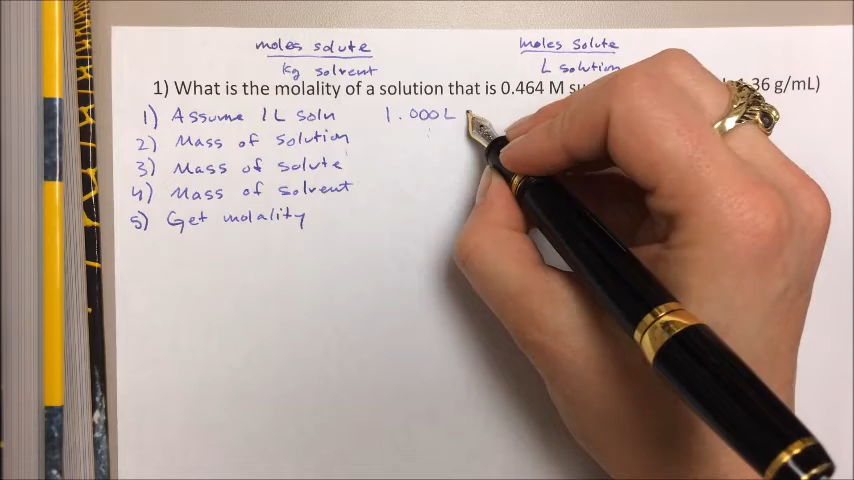 moles solute moles solute
kg solvent L solution
1) What is the molality of a solution that is 0.464 M 36 g/mL)
1) Assume 1L soln 1.000L
2) Mass of solution
3) Mass of solute
4) Mass of solvent
5) Get molality